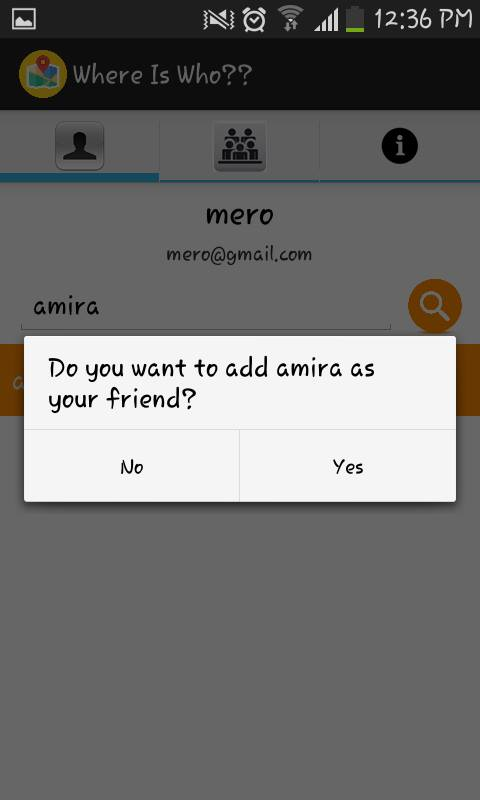 12:36 PM
Where Is Who??
mero
mero@gmail.com
amira
Do you want to add amira as
your friend?
No
Yes